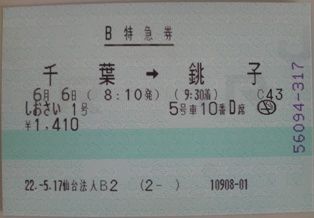 B 特 急 券
千 葉 → 銚 子
6月 6日 ( 8:10発) (9:30着) C43
しおさい 1号 5号車10番D席
¥1,410
22.-5.17仙台法人B2 (2- ) 10908-01
56094-317